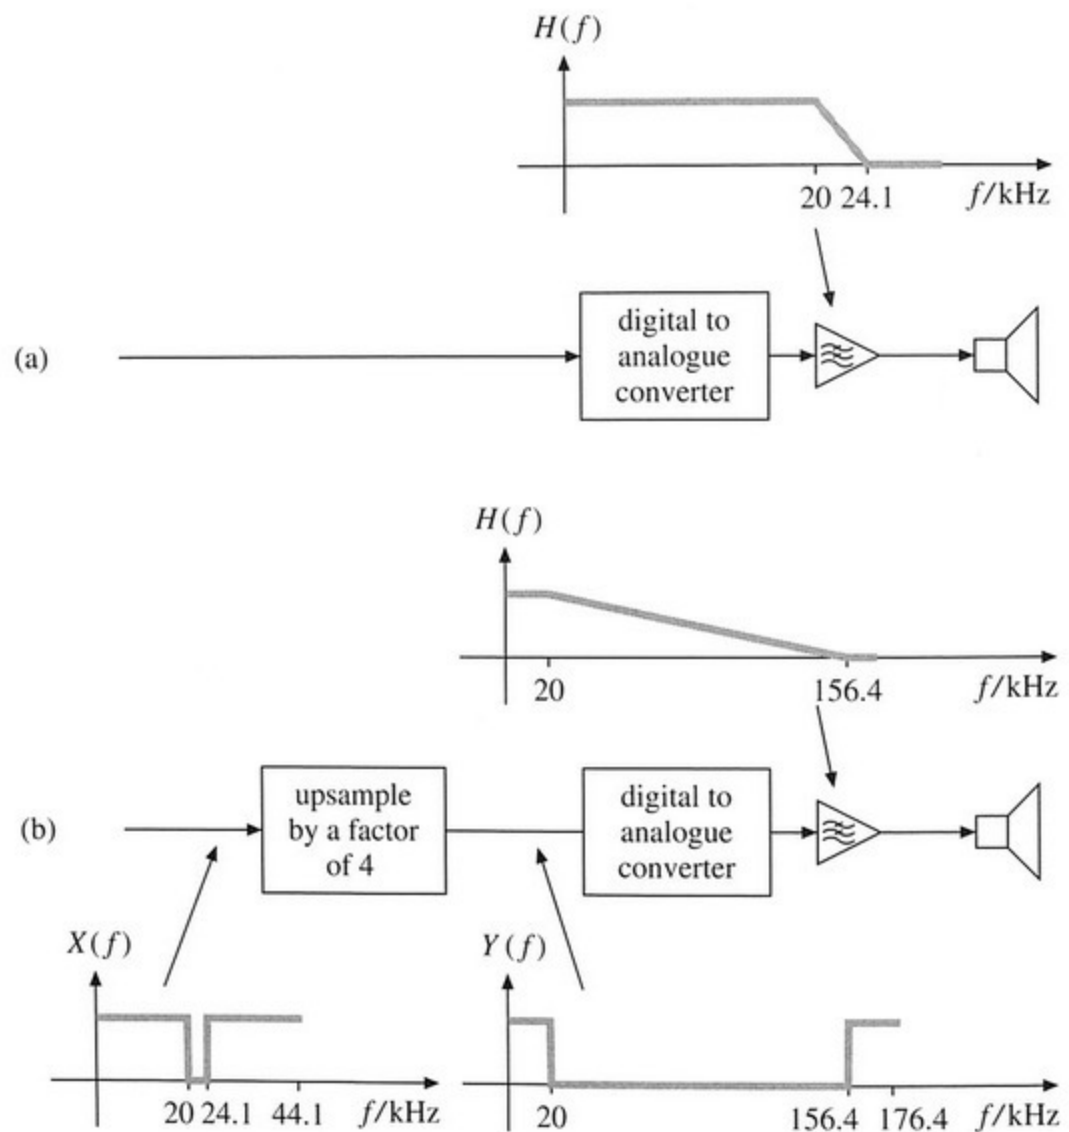 H(f)
20 24.1 f/kHz
(a)
digital to
analogue
converter
H(f)
20 156.4 f/kHz
(b)
upsample
by a factor
of 4
digital to
analogue
converter
X(f)
20 24.1 44.1 f/kHz
Y(f)
20 156.4 176.4 f/kHz